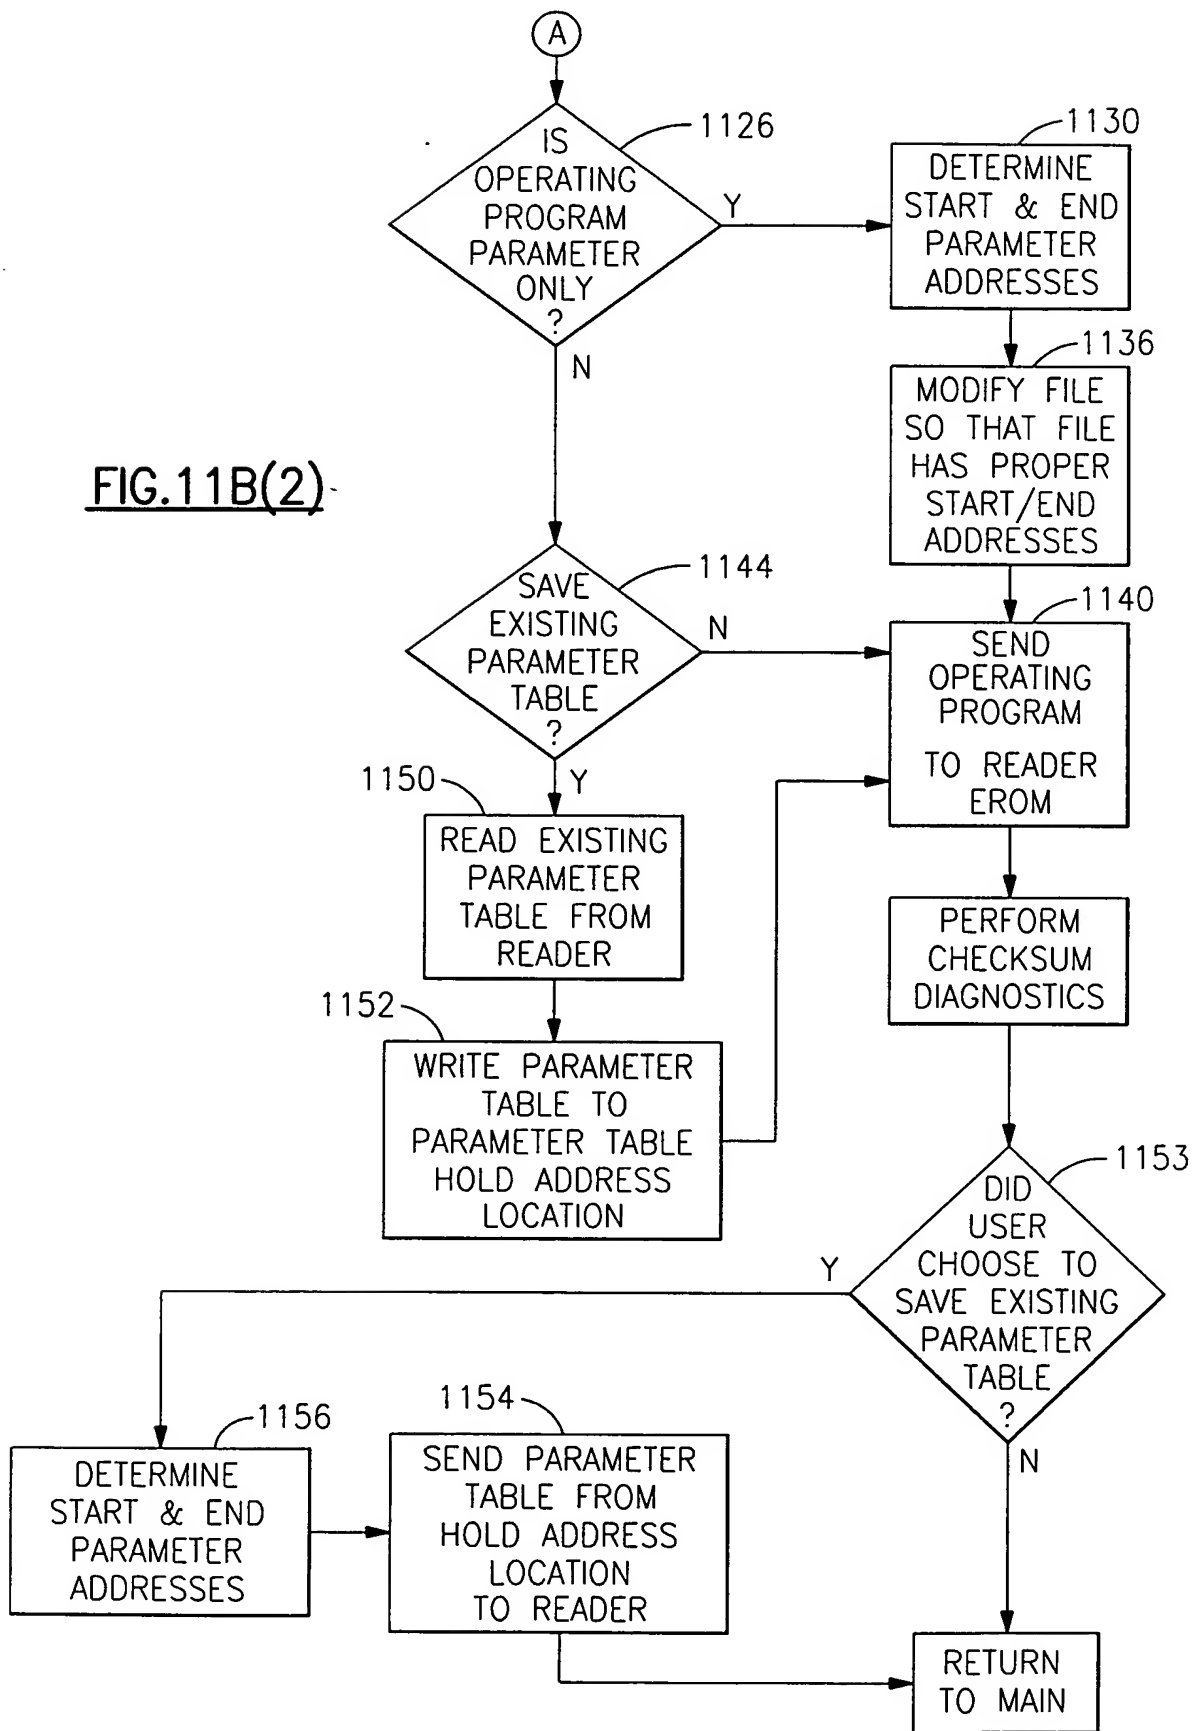 A
1126
IS
OPERATING
PROGRAM
PARAMETER
ONLY
?
Y
N
1130
DETERMINE
START & END
PARAMETER
ADDRESSES
1136
MODIFY FILE
SO THAT FILE
HAS PROPER
START/END
ADDRESSES
FIG.11B(2)
1144
SAVE
EXISTING
PARAMETER
TABLE
?
N
Y
1140
SEND
OPERATING
PROGRAM
TO READER
EROM
1150
READ EXISTING
PARAMETER
TABLE FROM
READER
PERFORM
CHECKSUM
DIAGNOSTICS
1152
WRITE PARAMETER
TABLE TO
PARAMETER TABLE
HOLD ADDRESS
LOCATION
1153
DID
USER
CHOOSE TO
SAVE EXISTING
PARAMETER
TABLE
?
Y
N
1156
DETERMINE
START & END
PARAMETER
ADDRESSES
1154
SEND PARAMETER
TABLE FROM
HOLD ADDRESS
LOCATION
TO READER
RETURN
TO MAIN